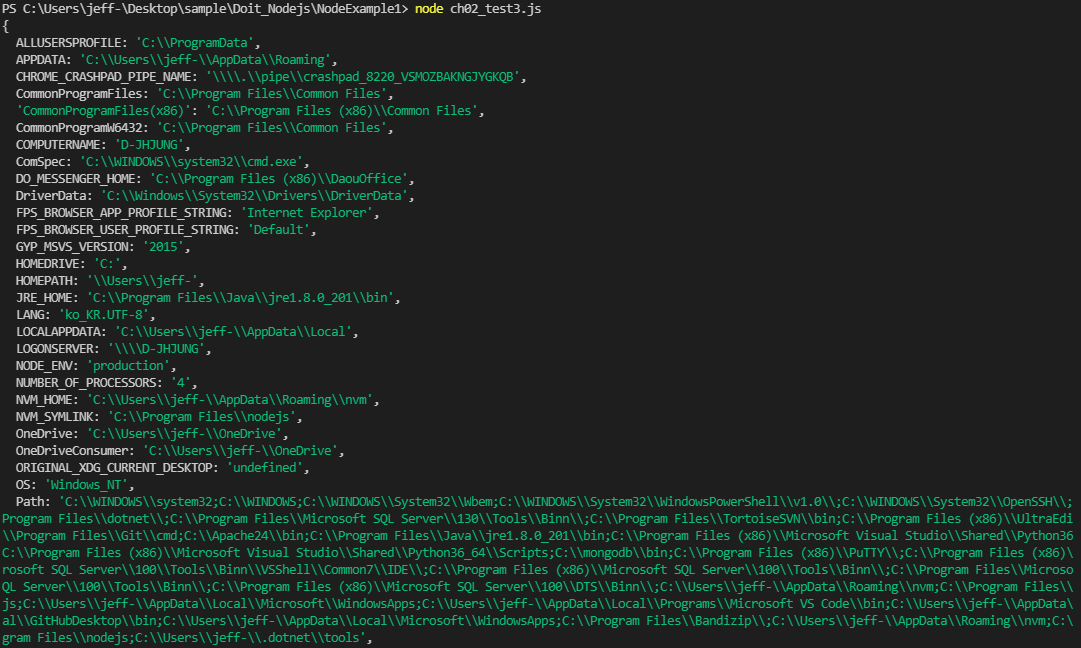 PS C:\Users\jeff-\Desktop\sample\Doit_Nodejs\NodeExample1> node ch02_test3.js
{
  ALLUSERSPROFILE: 'C:\\ProgramData',
  APPDATA: 'C:\\Users\\jeff-\\AppData\\Roaming',
  CHROME_CRASHPAD_PIPE_NAME: '\\\\.\\pipe\\crashpad_8220_VSMOZBAKNGJYGKQB',
  CommonProgramFiles: 'C:\\Program Files\\Common Files',
  'CommonProgramFiles(x86)': 'C:\\Program Files (x86)\\Common Files',
  CommonProgramW6432: 'C:\\Program Files\\Common Files',
  COMPUTERNAME: 'D-JHJUNG',
  ComSpec: 'C:\\WINDOWS\\system32\\cmd.exe',
  DO_MESSENGER_HOME: 'C:\\Program Files (x86)\\DaouOffice',
  DriverData: 'C:\\Windows\\System32\\Drivers\\DriverData',
  FPS_BROWSER_APP_PROFILE_STRING: 'Internet Explorer',
  FPS_BROWSER_USER_PROFILE_STRING: 'Default',
  GYP_MSVS_VERSION: '2015',
  HOMEDRIVE: 'C:',
  HOMEPATH: '\\Users\\jeff-',
  JRE_HOME: 'C:\\Program Files\\Java\\jre1.8.0_201\\bin',
  LANG: 'ko_KR.UTF-8',
  LOCALAPPDATA: 'C:\\Users\\jeff-\\AppData\\Local',
  LOGONSERVER: '\\\\D-JHJUNG',
  NODE_ENV: 'production',
  NUMBER_OF_PROCESSORS: '4',
  NVM_HOME: 'C:\\Users\\jeff-\\AppData\\Roaming\\nvm',
  NVM_SYMLINK: 'C:\\Program Files\\nodejs',
  OneDrive: 'C:\\Users\\jeff-\\OneDrive',
  OneDriveConsumer: 'C:\\Users\\jeff-\\OneDrive',
  ORIGINAL_XDG_CURRENT_DESKTOP: 'undefined',
  OS: 'Windows_NT',
  Path: 'C:\\WINDOWS\\system32;C:\\WINDOWS;C:\\WINDOWS\\System32\\Wbem;C:\\WINDOWS\\System32\\WindowsPowerShell\\v1.0\\;C:\\WINDOWS\\System32\\OpenSSH\\;
Program Files\\dotnet\\;C:\\Program Files\\Microsoft SQL Server\\130\\Tools\\Binn\\;C:\\Program Files\\TortoiseSVN\\bin;C:\\Program Files (x86)\\UltraEdi
\\Program Files\\Git\\cmd;C:\\Apache24\\bin;C:\\Program Files\\Java\\jre1.8.0_201\\bin;C:\\Program Files (x86)\\Microsoft Visual Studio\\Shared\\Python36
C:\\Program Files (x86)\\Microsoft Visual Studio\\Shared\\Python36_64\\Scripts;C:\\mongodb\\bin;C:\\Program Files (x86)\\PuTTY\\;C:\\Program Files (x86)\
rosoft SQL Server\\100\\Tools\\Binn\\VSShell\\Common7\\IDE\\;C:\\Program Files (x86)\\Microsoft SQL Server\\100\\Tools\\Binn\\;C:\\Program Files\\Microso
QL Server\\100\\Tools\\Binn\\;C:\\Program Files (x86)\\Microsoft SQL Server\\100\\DTS\\Binn\\;C:\\Users\\jeff-\\AppData\\Roaming\\nvm;C:\\Program Files\\
js;C:\\Users\\jeff-\\AppData\\Local\\Microsoft\\WindowsApps;C:\\Users\\jeff-\\AppData\\Local\\Programs\\Microsoft VS Code\\bin;C:\\Users\\jeff-\\AppData\
al\\GitHubDesktop\\bin;C:\\Users\\jeff-\\AppData\\Local\\Microsoft\\WindowsApps;C:\\Program Files\\Bandizip\\;C:\\Users\\jeff-\\AppData\\Roaming\\nvm;C:\
gram Files\\nodejs;C:\\Users\\jeff-\\.dotnet\\tools',